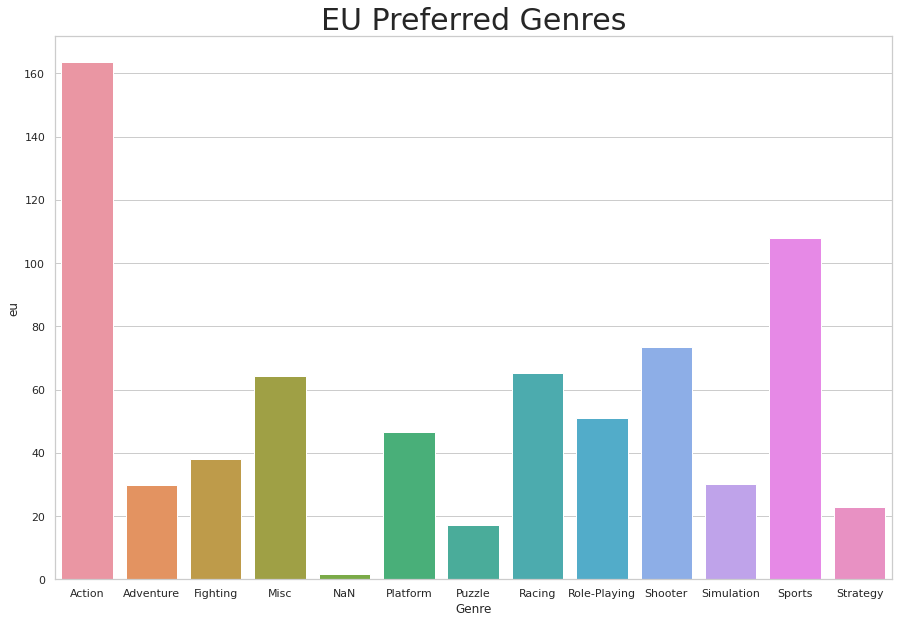 EU Preferred Genres
160
140
120
100
80
60
40
20
0
eu
Action Adventure Fighting Misc NaN Platform Puzzle Racing Role-Playing Shooter Simulation Sports Strategy
Genre